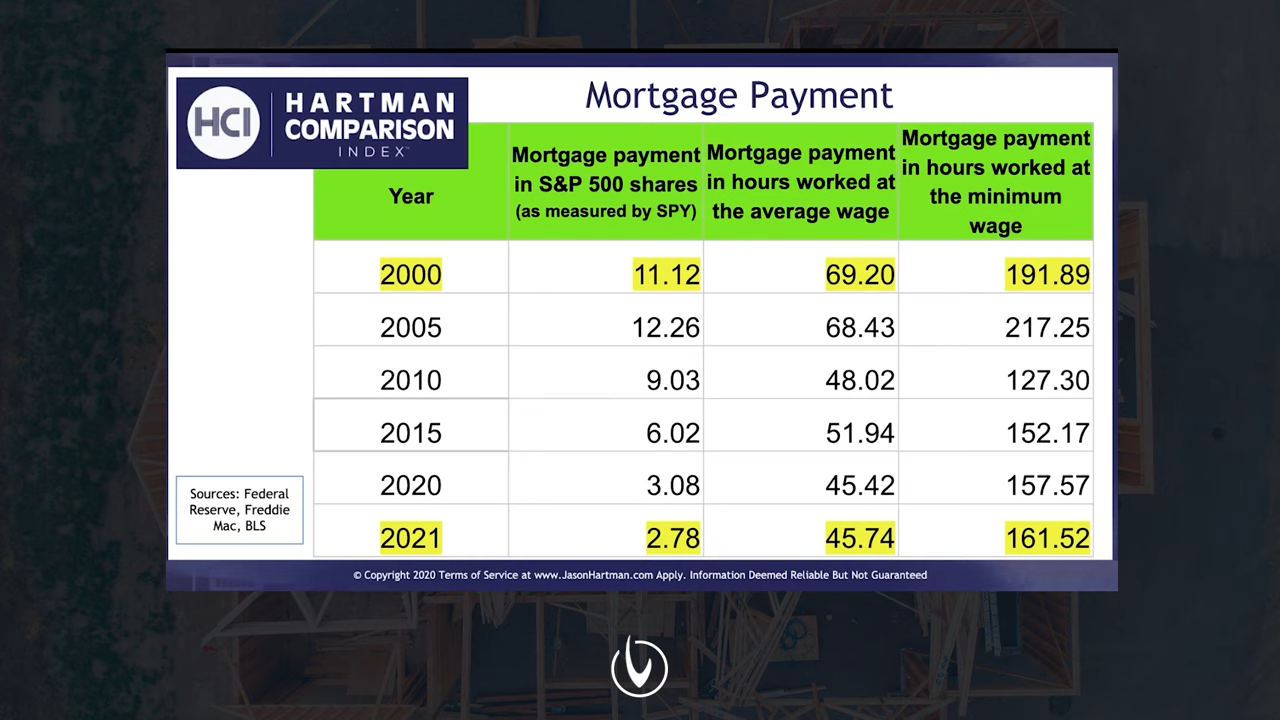 HCI
HARTMAN
COMPARISON
INDEX™
Mortgage Payment
Year
Mortgage payment
in S&P 500 shares
(as measured by SPY)
Mortgage payment
in hours worked at
the average wage
Mortgage payment
in hours worked at
the minimum
wage
2000 11.12 69.20 191.89
2005 12.26 68.43 217.25
2010 9.03 48.02 127.30
2015 6.02 51.94 152.17
2020 3.08 45.42 157.57
2021 2.78 45.74 161.52
Sources: Federal
Reserve, Freddie
Mac, BLS
© Copyright 2020 Terms of Service at www.JasonHartman.com Apply. Information Deemed Reliable But Not Guaranteed